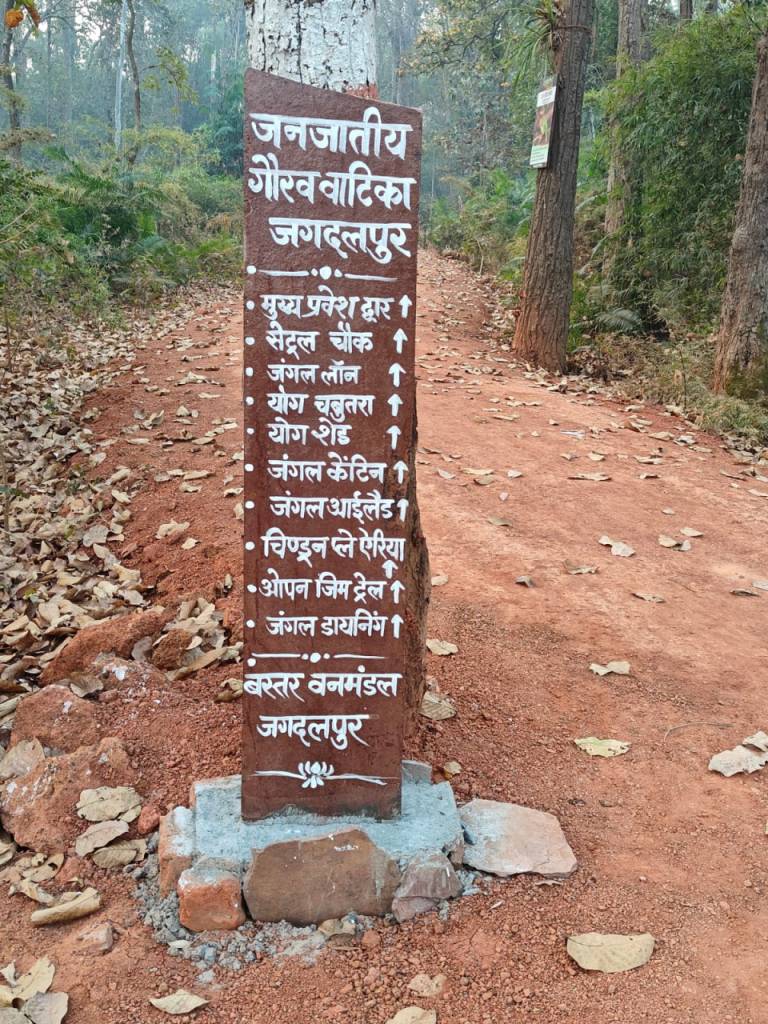 जनजातीय
गौरव वाटिका
जगदलपुर
• मुख्य प्रवेश द्वार ↑
• सेंट्रल चौक ↑
• जंगल लॉन ↑
• योग चबुतरा ↑
• योग शेड ↑
• जंगल केंटिन ↑
• जंगल आईलैड ↑
• चिल्ड्रन प्ले ऐरिया ↑
• ओपन जिम ट्रेल ↑
• जंगल डायनिंग ↑
बस्तर वनमंडल
जगदलपुर